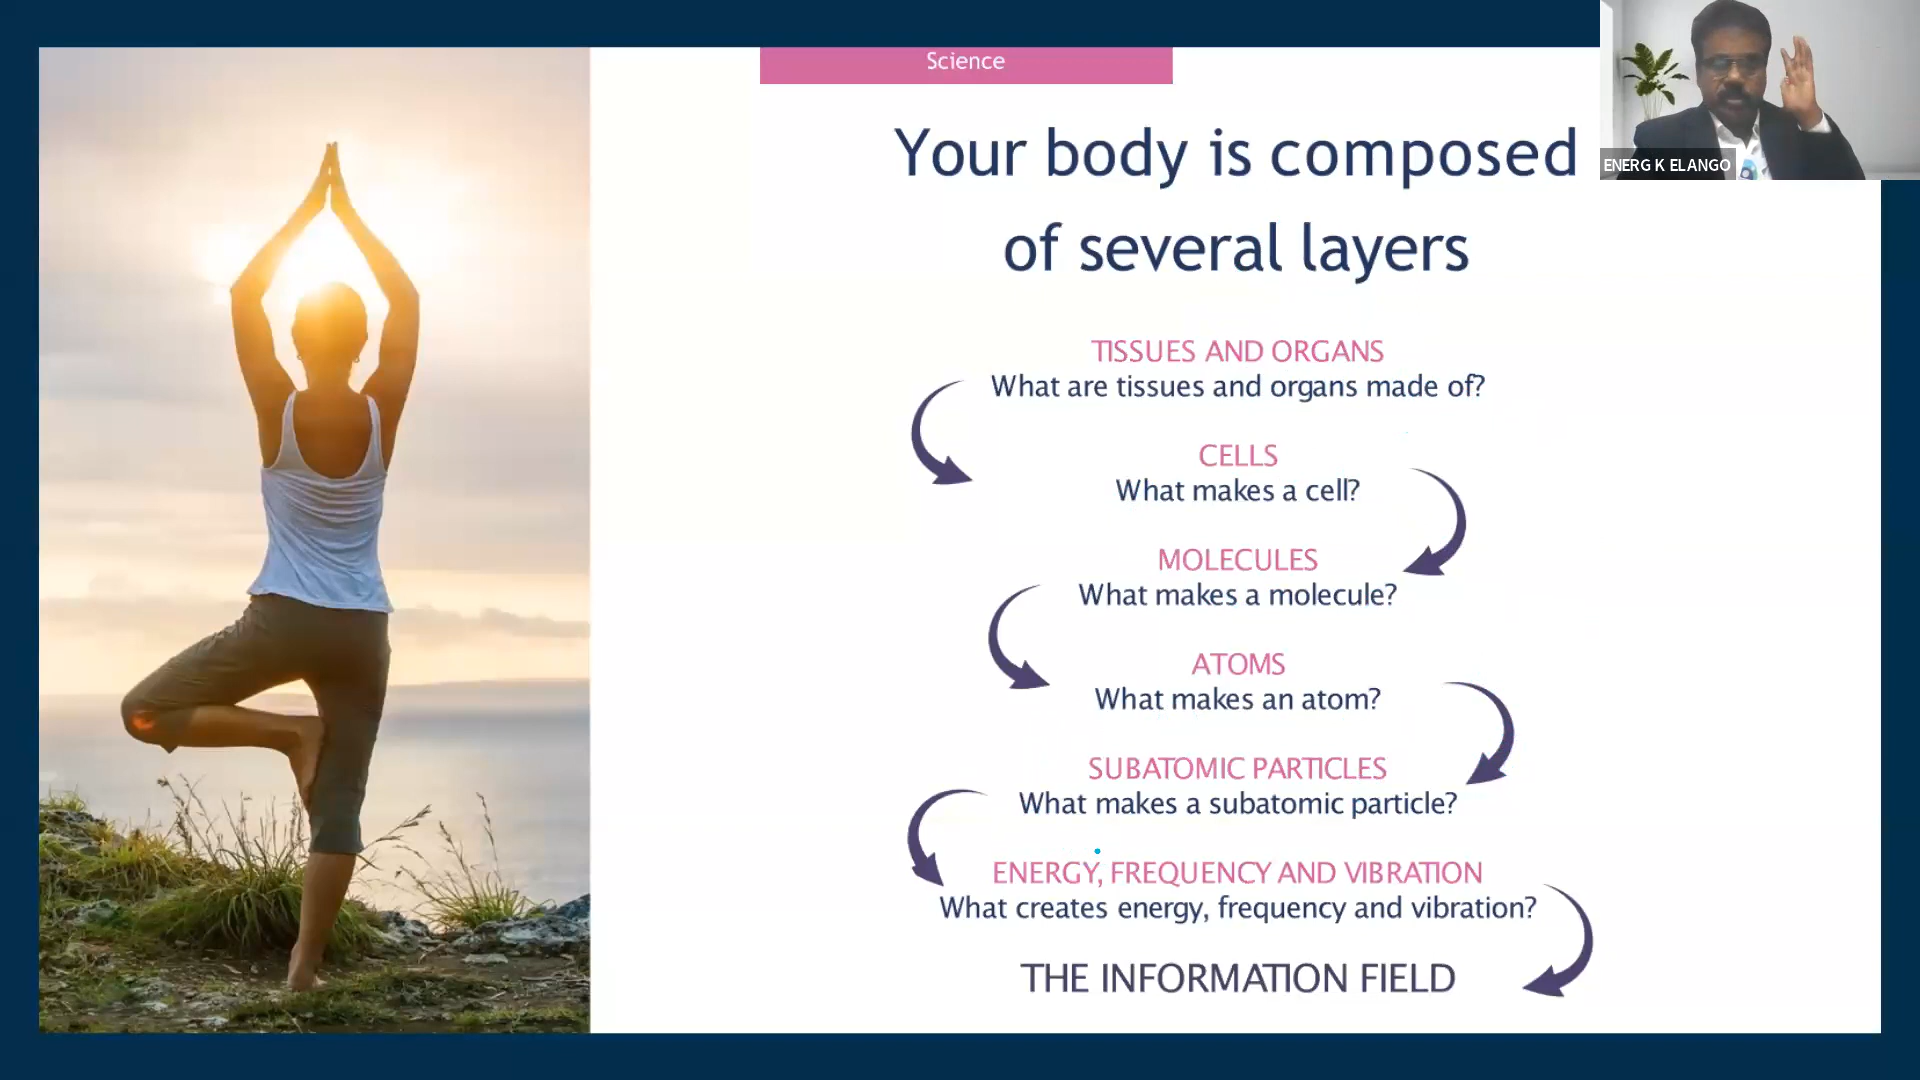 Science
Your body is composed
of several layers
ENERG K ELANGO
TISSUES AND ORGANS
What are tissues and organs made of?
CELLS
What makes a cell?
MOLECULES
What makes a molecule?
ATOMS
What makes an atom?
SUBATOMIC PARTICLES
What makes a subatomic particle?
ENERGY, FREQUENCY AND VIBRATION
What creates energy, frequency and vibration?
THE INFORMATION FIELD